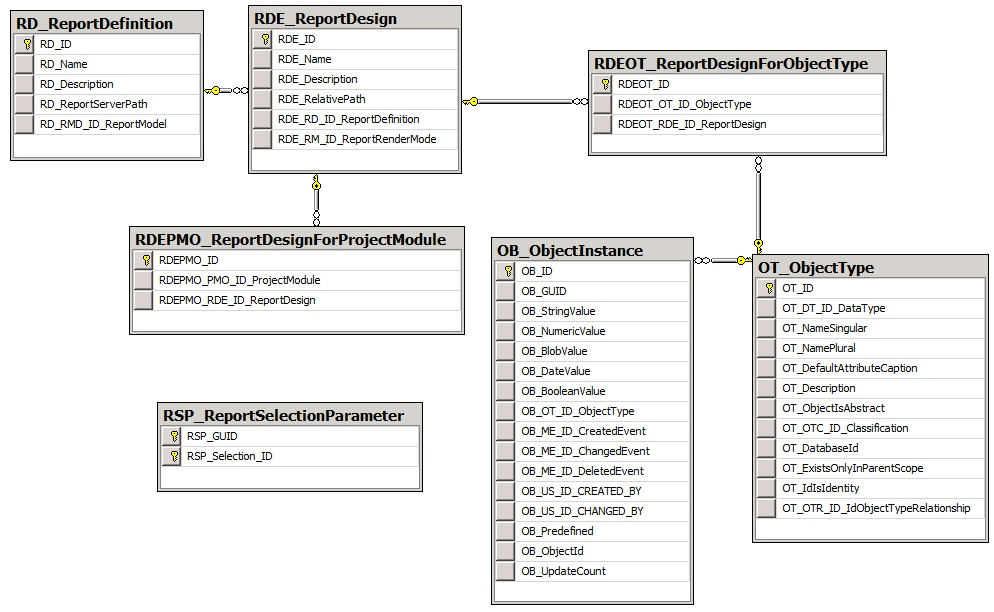 RD_ReportDefinition
RD_ID
RD_Name
RD_Description
RD_ReportServerPath
RD_RMD_ID_ReportModel
RDE_ReportDesign
RDE_ID
RDE_Name
RDE_Description
RDE_RelativePath
RDE_RD_ID_ReportDefinition
RDE_RM_ID_ReportRenderMode
RDEOT_ReportDesignForObjectType
RDEOT_ID
RDEOT_OT_ID_ObjectType
RDEOT_RDE_ID_ReportDesign
RDEPMO_ReportDesignForProjectModule
RDEPMO_ID
RDEPMO_PMO_ID_ProjectModule
RDEPMO_RDE_ID_ReportDesign
OB_ObjectInstance
OB_ID
OB_GUID
OB_StringValue
OB_NumericValue
OB_BlobValue
OB_DateValue
OB_BooleanValue
OB_OT_ID_ObjectType
OB_ME_ID_CreatedEvent
OB_ME_ID_ChangedEvent
OB_ME_ID_DeletedEvent
OB_US_ID_CREATED_BY
OB_US_ID_CHANGED_BY
OB_Predefined
OB_ObjectId
OB_UpdateCount
OT_ObjectType
OT_ID
OT_DT_ID_DataType
OT_NameSingular
OT_NamePlural
OT_DefaultAttributeCaption
OT_Description
OT_ObjectIsAbstract
OT_OTC_ID_Classification
OT_DatabaseId
OT_ExistsOnlyInParentScope
OT_IdIsIdentity
OT_OTR_ID_IdObjectTypeRelationship
RSP_ReportSelectionParameter
RSP_GUID
RSP_Selection_ID